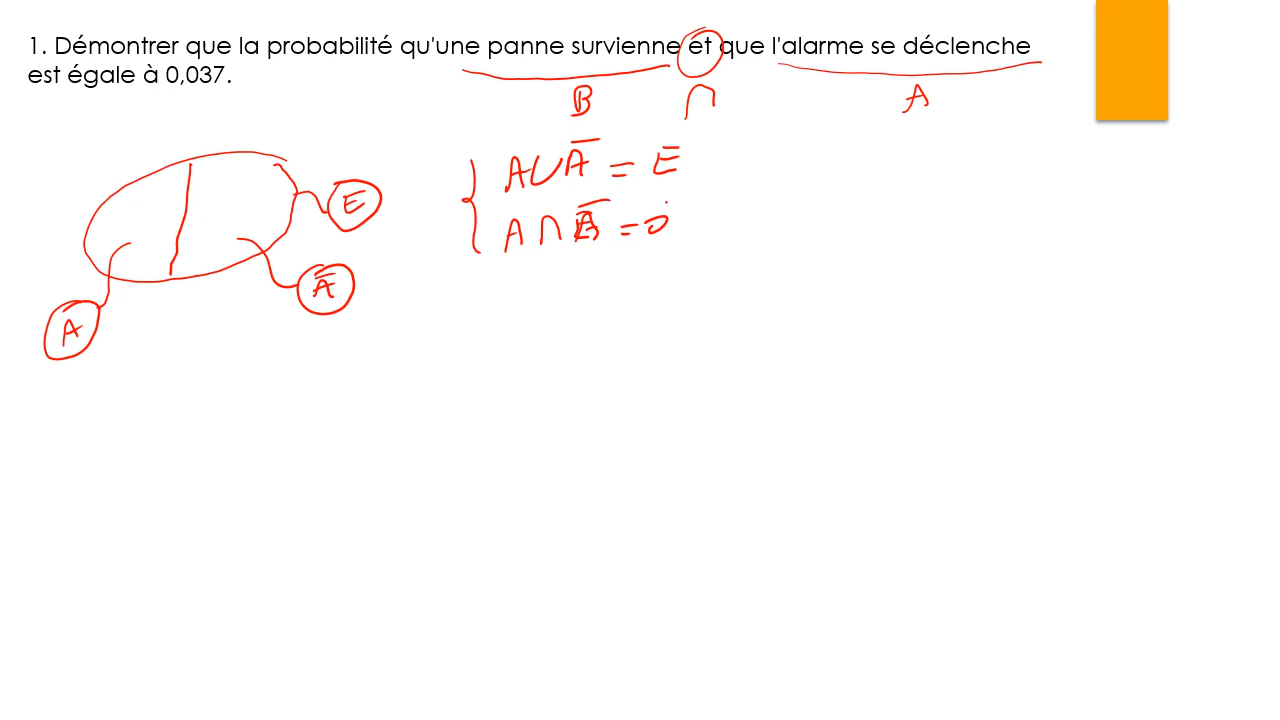 1. Démontrer que la probabilité qu'une panne survienne et que l'alarme se déclenche
est égale à 0,037.
B ∩ A
A∪A̅ = E
A∩A̅ = ∅
E
A̅
A